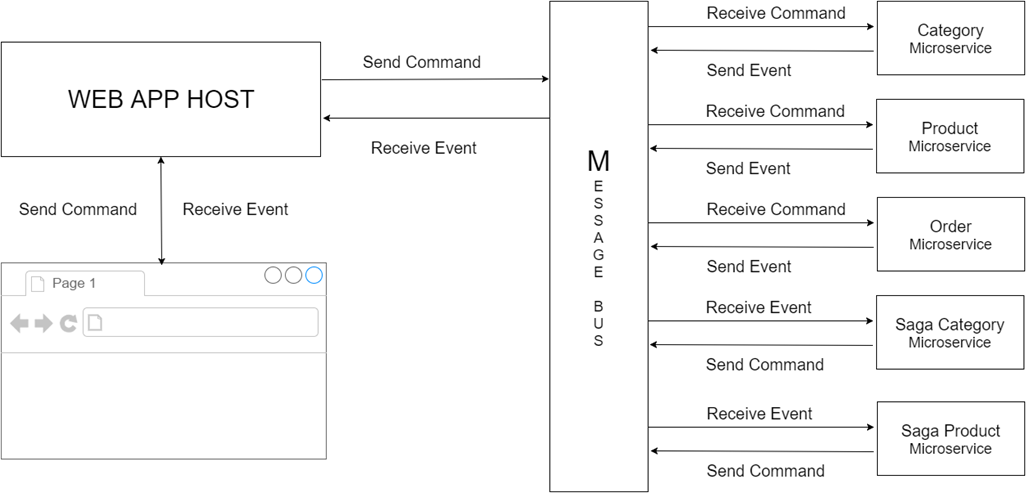 Receive Command
Category
Microservice
Send Event
Send Command
WEB APP HOST
Receive Event
Receive Command
Product
Microservice
Send Event
MESSAGE BUS
Send Command
Receive Event
Receive Command
Order
Microservice
Send Event
Page 1
Receive Event
Saga Category
Microservice
Send Command
Receive Event
Saga Product
Microservice
Send Command